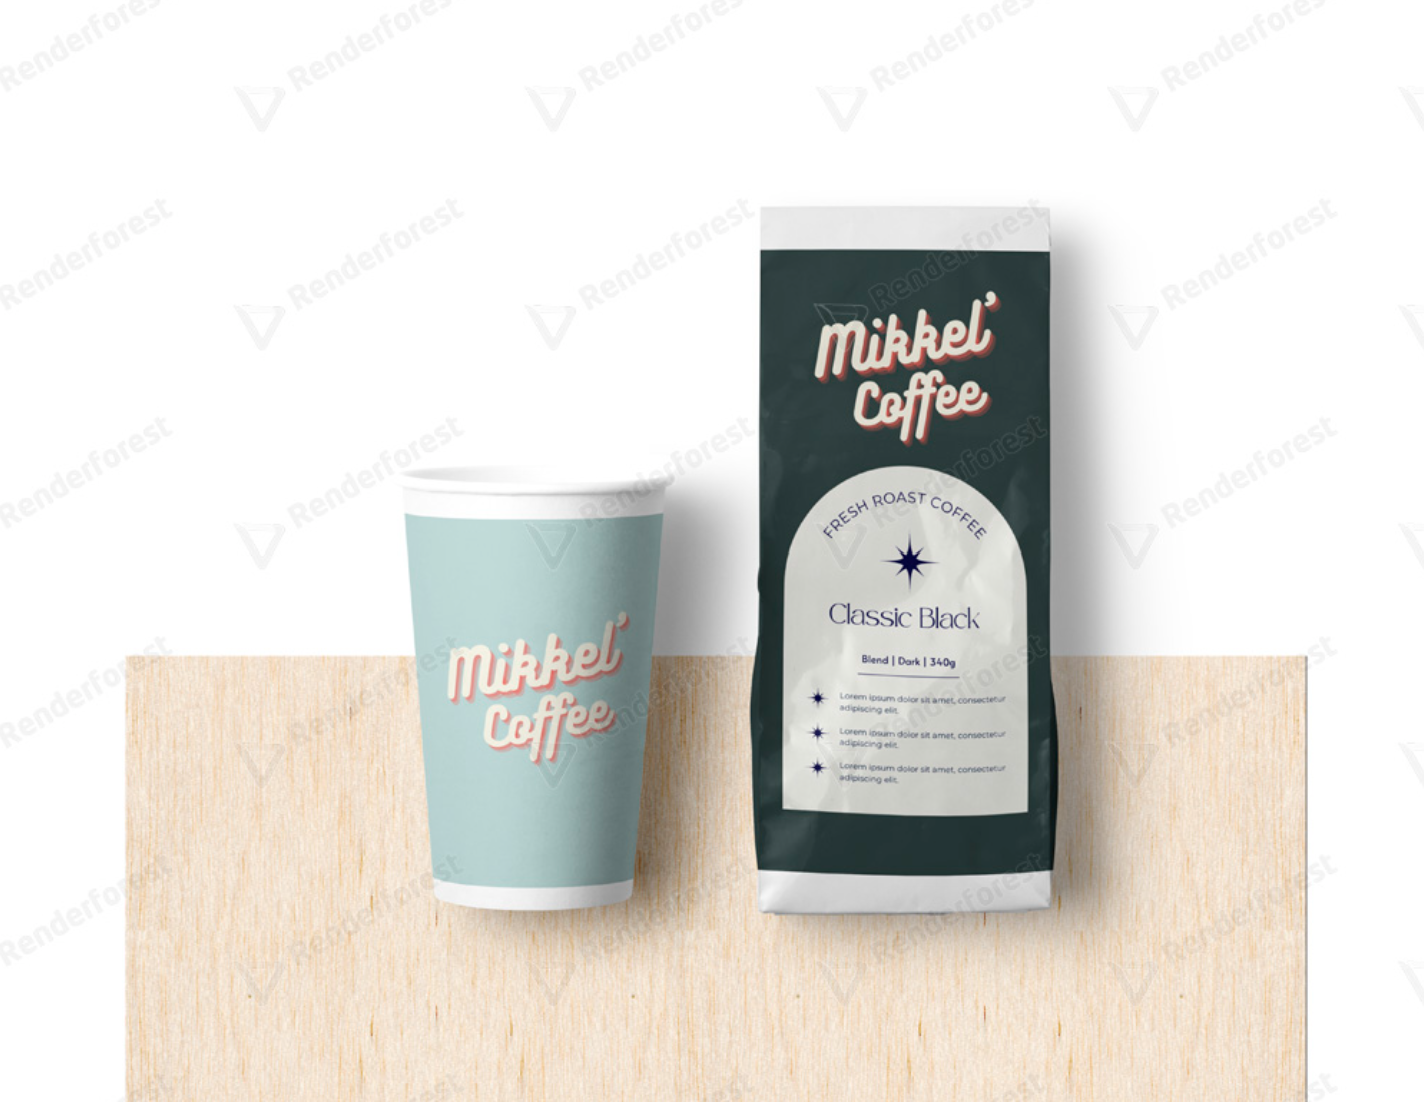 Mikkel’
Coffee
FRESH ROAST COFFEE
Classic Black
Blend | Dark | 340g
Lorem ipsum dolor sit amet, consectetur
adipiscing elit.
Lorem ipsum dolor sit amet, consectetur
adipiscing elit.
Lorem ipsum dolor sit amet, consectetur
adipiscing elit.
Mikkel’
Coffee
Renderforest